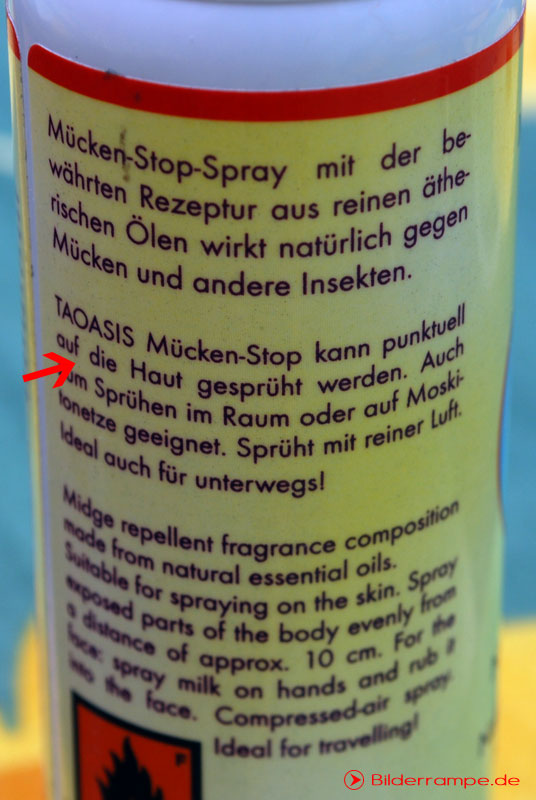 Mücken-Stop-Spray mit der be-
währten Rezeptur aus reinen äthe-
rischen Ölen wirkt natürlich gegen
Mücken und andere Insekten.
TAOASIS Mücken-Stop kann punktuell
auf die Haut gesprüht werden. Auch
zum Sprühen im Raum oder auf Moski-
tonetze geeignet. Sprüht mit reiner Luft.
Ideal auch für unterwegs!
Midge repellent fragrance composition
made from natural essential oils.
Suitable for spraying on the skin. Spray
exposed parts of the body evenly from
a distance of approx. 10 cm. For the
face: spray milk on hands and rub it
into the face. Compressed-air spray.
Ideal for travelling!
F
Bilderrampe.de